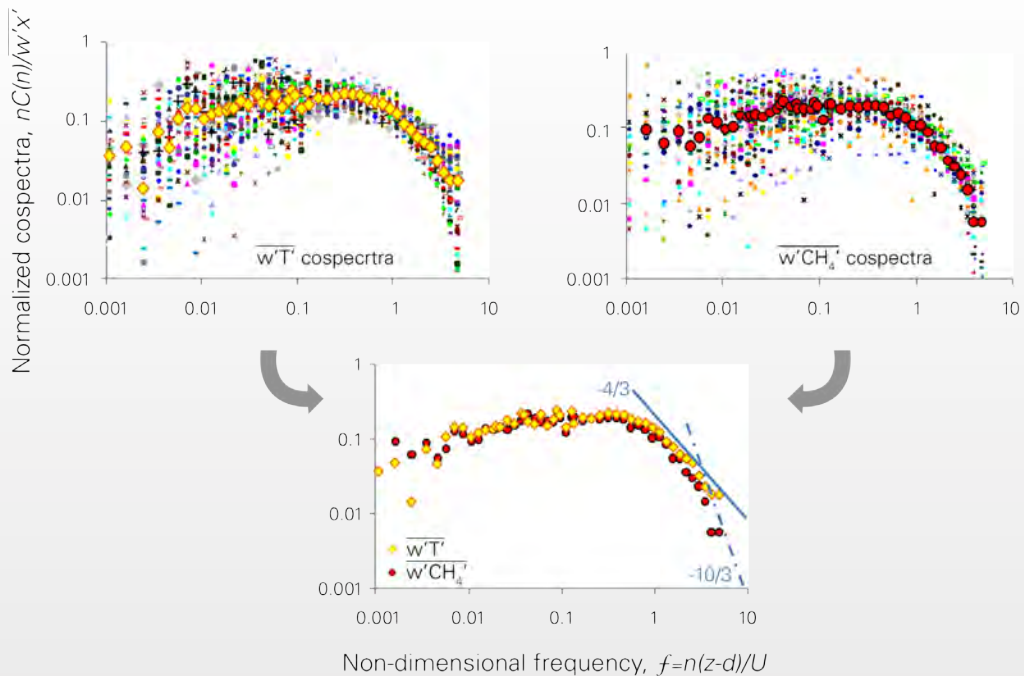 Normalized cospectra, nC(n)/w'x'
1
0.1
0.01
0.001
w'T' cospecrtra
0.001 0.01 0.1 1 10
1
0.1
0.01
0.001
w'CH4' cospectra
0.001 0.01 0.1 1 10
1
0.1
0.01
0.001
-4/3
-10/3
w'T'
w'CH4'
0.001 0.01 0.1 1 10
Non-dimensional frequency, f=n(z-d)/U